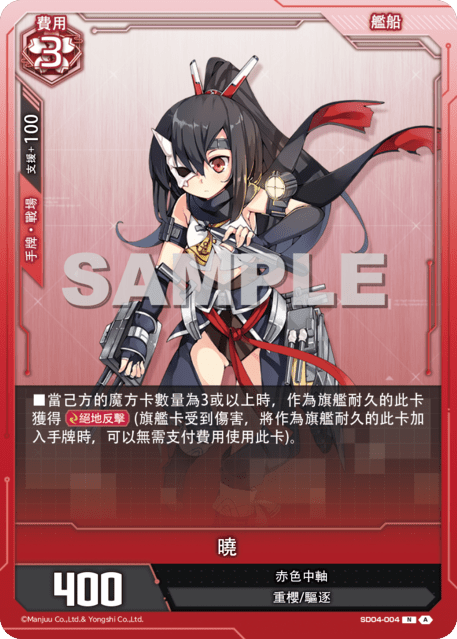 費用
艦船
3
支援+100
手牌・戰場
SAMPLE
■當己方的魔方卡數量為3或以上時，作為旗艦耐久的此卡
獲得 絕地反擊 (旗艦卡受到傷害，將作為旗艦耐久的此卡加
入手牌時，可以無需支付費用使用此卡)。
曉
400
赤色中軸
重櫻/驅逐
©Manjuu Co.,Ltd.& Yongshi Co.,Ltd.
SD04-004 N A